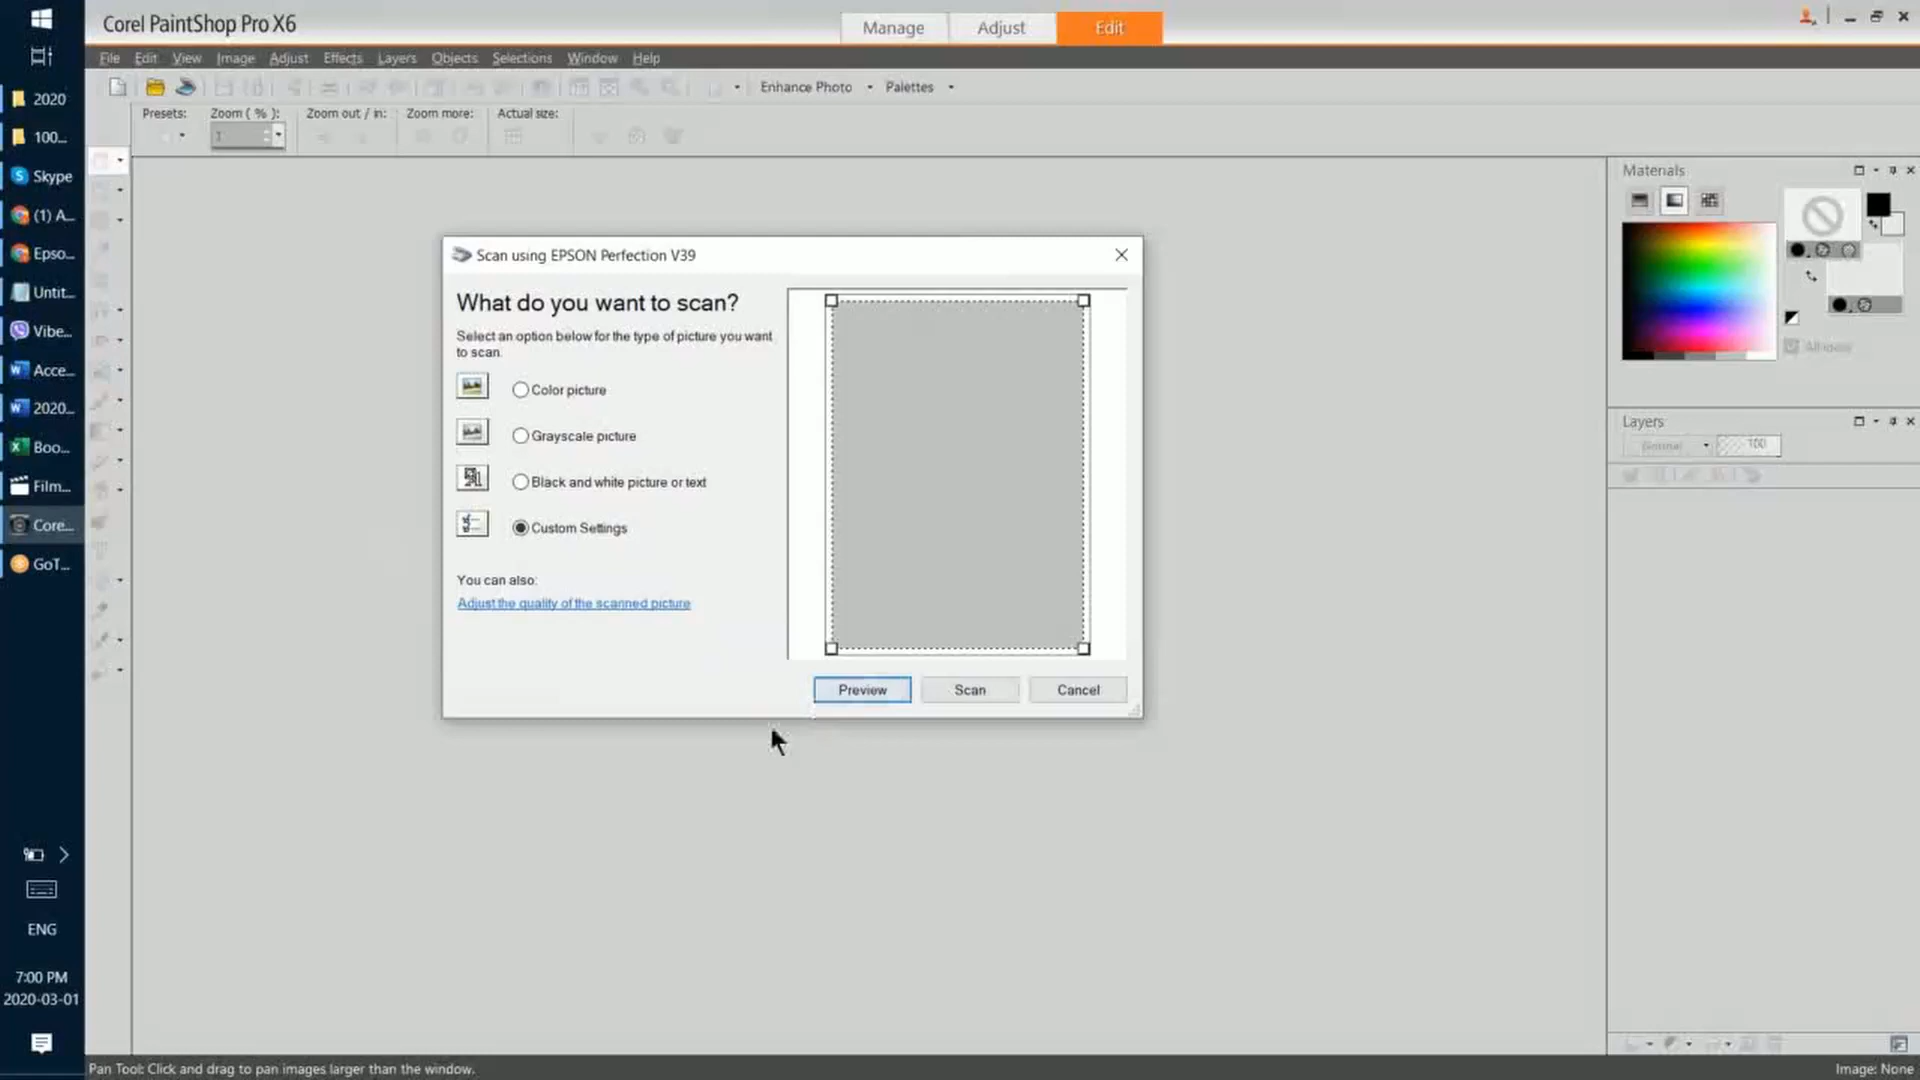 Corel PaintShop Pro X6
Manage
Adjust
Edit
File Edit View Image Adjust Effects Layers Objects Selections Window Help
Enhance Photo
Palettes
Presets:
Zoom ( % ):
Zoom out / in:
Zoom more:
Actual size:
1
2020
100...
Skype
(1) A...
Epso...
Untit...
Vibe...
Acce...
2020...
Boo...
Film...
Core...
GoT...
ENG
7:00 PM
2020-03-01
Scan using EPSON Perfection V39
What do you want to scan?
Select an option below for the type of picture you want
to scan.
Color picture
Grayscale picture
Black and white picture or text
Custom Settings
You can also:
Adjust the quality of the scanned picture
Preview
Scan
Cancel
Materials
All tools
Layers
Normal
100
Pan Tool: Click and drag to pan images larger than the window.
Image: None